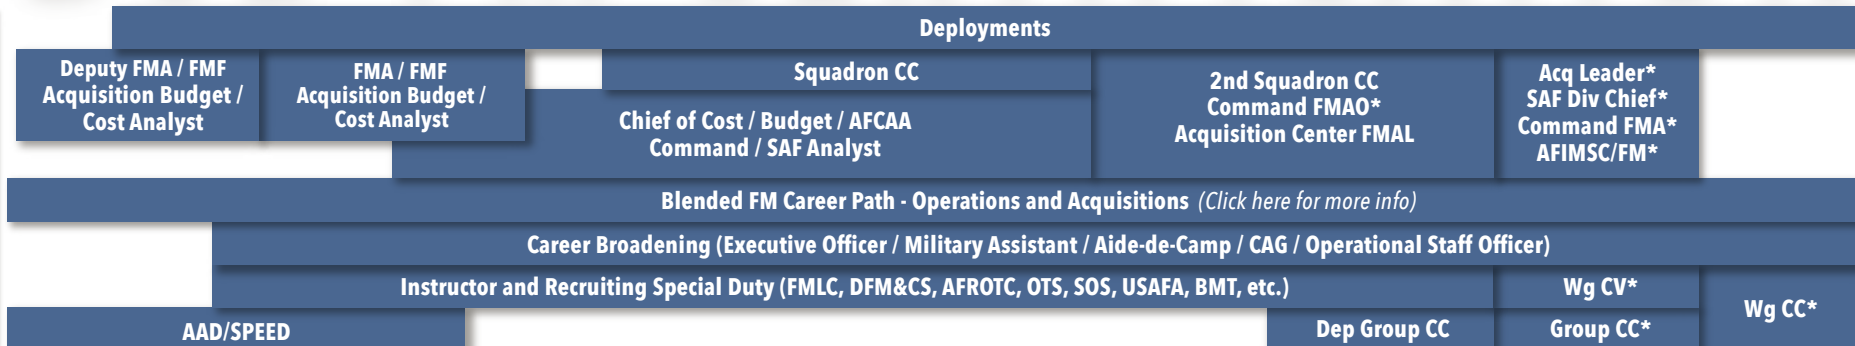 Deployments
Deputy FMA / FMF
Acquisition Budget /
Cost Analyst
FMA / FMF
Acquisition Budget /
Cost Analyst
Squadron CC
Chief of Cost / Budget / AFCAA
Command / SAF Analyst
2nd Squadron CC
Command FMAO*
Acquisition Center FMAL
Acq Leader*
SAF Div Chief*
Command FMA*
AFIMSC/FM*
Blended FM Career Path - Operations and Acquisitions (Click here for more info)
Career Broadening (Executive Officer / Military Assistant / Aide-de-Camp / CAG / Operational Staff Officer)
Instructor and Recruiting Special Duty (FMLC, DFM&CS, AFROTC, OTS, SOS, USAFA, BMT, etc.)
Wg CV*
Wg CC*
AAD/SPEED
Dep Group CC
Group CC*